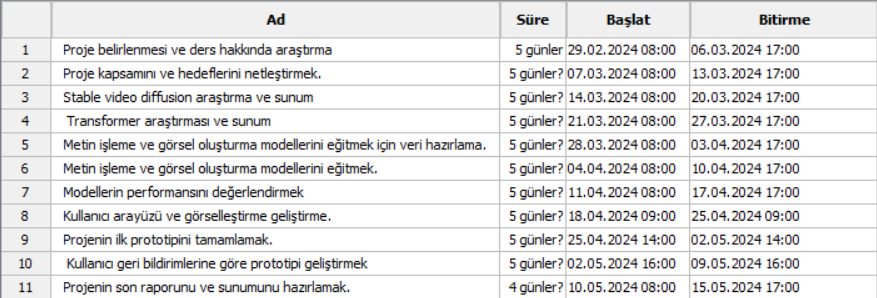 Ad Süre Başlat Bitirme
1 Proje belirlenmesi ve ders hakkında araştırma 5 günler 29.02.2024 08:00 06.03.2024 17:00
2 Proje kapsamını ve hedeflerini netleştirmek. 5 günler? 07.03.2024 08:00 13.03.2024 17:00
3 Stable video diffusion araştırma ve sunum 5 günler? 14.03.2024 08:00 20.03.2024 17:00
4 Transformer araştırması ve sunum 5 günler? 21.03.2024 08:00 27.03.2024 17:00
5 Metin işleme ve görsel oluşturma modellerini eğitmek için veri hazırlama. 5 günler? 28.03.2024 08:00 03.04.2024 17:00
6 Metin işleme ve görsel oluşturma modellerini eğitmek. 5 günler? 04.04.2024 08:00 10.04.2024 17:00
7 Modellerin performansını değerlendirmek 5 günler? 11.04.2024 08:00 17.04.2024 17:00
8 Kullanıcı arayüzü ve görselleştirme geliştirme. 5 günler? 18.04.2024 09:00 25.04.2024 09:00
9 Projenin ilk prototipini tamamlamak. 5 günler? 25.04.2024 14:00 02.05.2024 14:00
10 Kullanıcı geri bildirimlerine göre prototipi geliştirmek 5 günler? 02.05.2024 16:00 09.05.2024 16:00
11 Projenin son raporunu ve sunumunu hazırlamak. 4 günler? 10.05.2024 08:00 15.05.2024 17:00